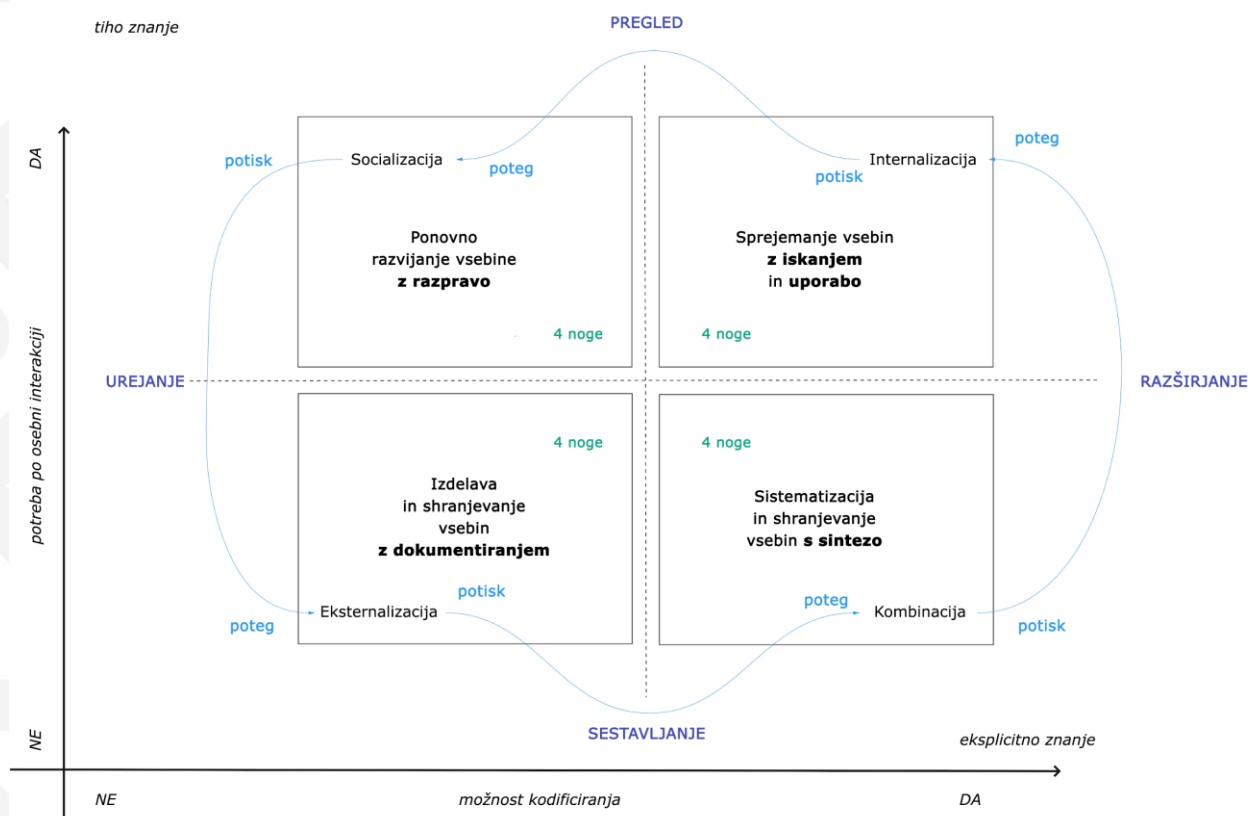 tiho znanje
PREGLED
DA
potisk
Socializacija
poteg
potisk
Internalizacija
poteg
Ponovno
razvijanje vsebine
z razpravo
4 noge
Sprejemanje vsebin
z iskanjem
in uporabo
4 noge
potreba po osebni interakciji
UREJANJE
RAZŠIRJANJE
4 noge
Izdelava
in shranjevanje
vsebin
z dokumentiranjem
4 noge
Sistematizacija
in shranjevanje
vsebin s sintezo
poteg
Eksternalizacija
potisk
poteg
Kombinacija
potisk
NE
SESTAVLJANJE
eksplicitno znanje
NE
možnost kodificiranja
DA